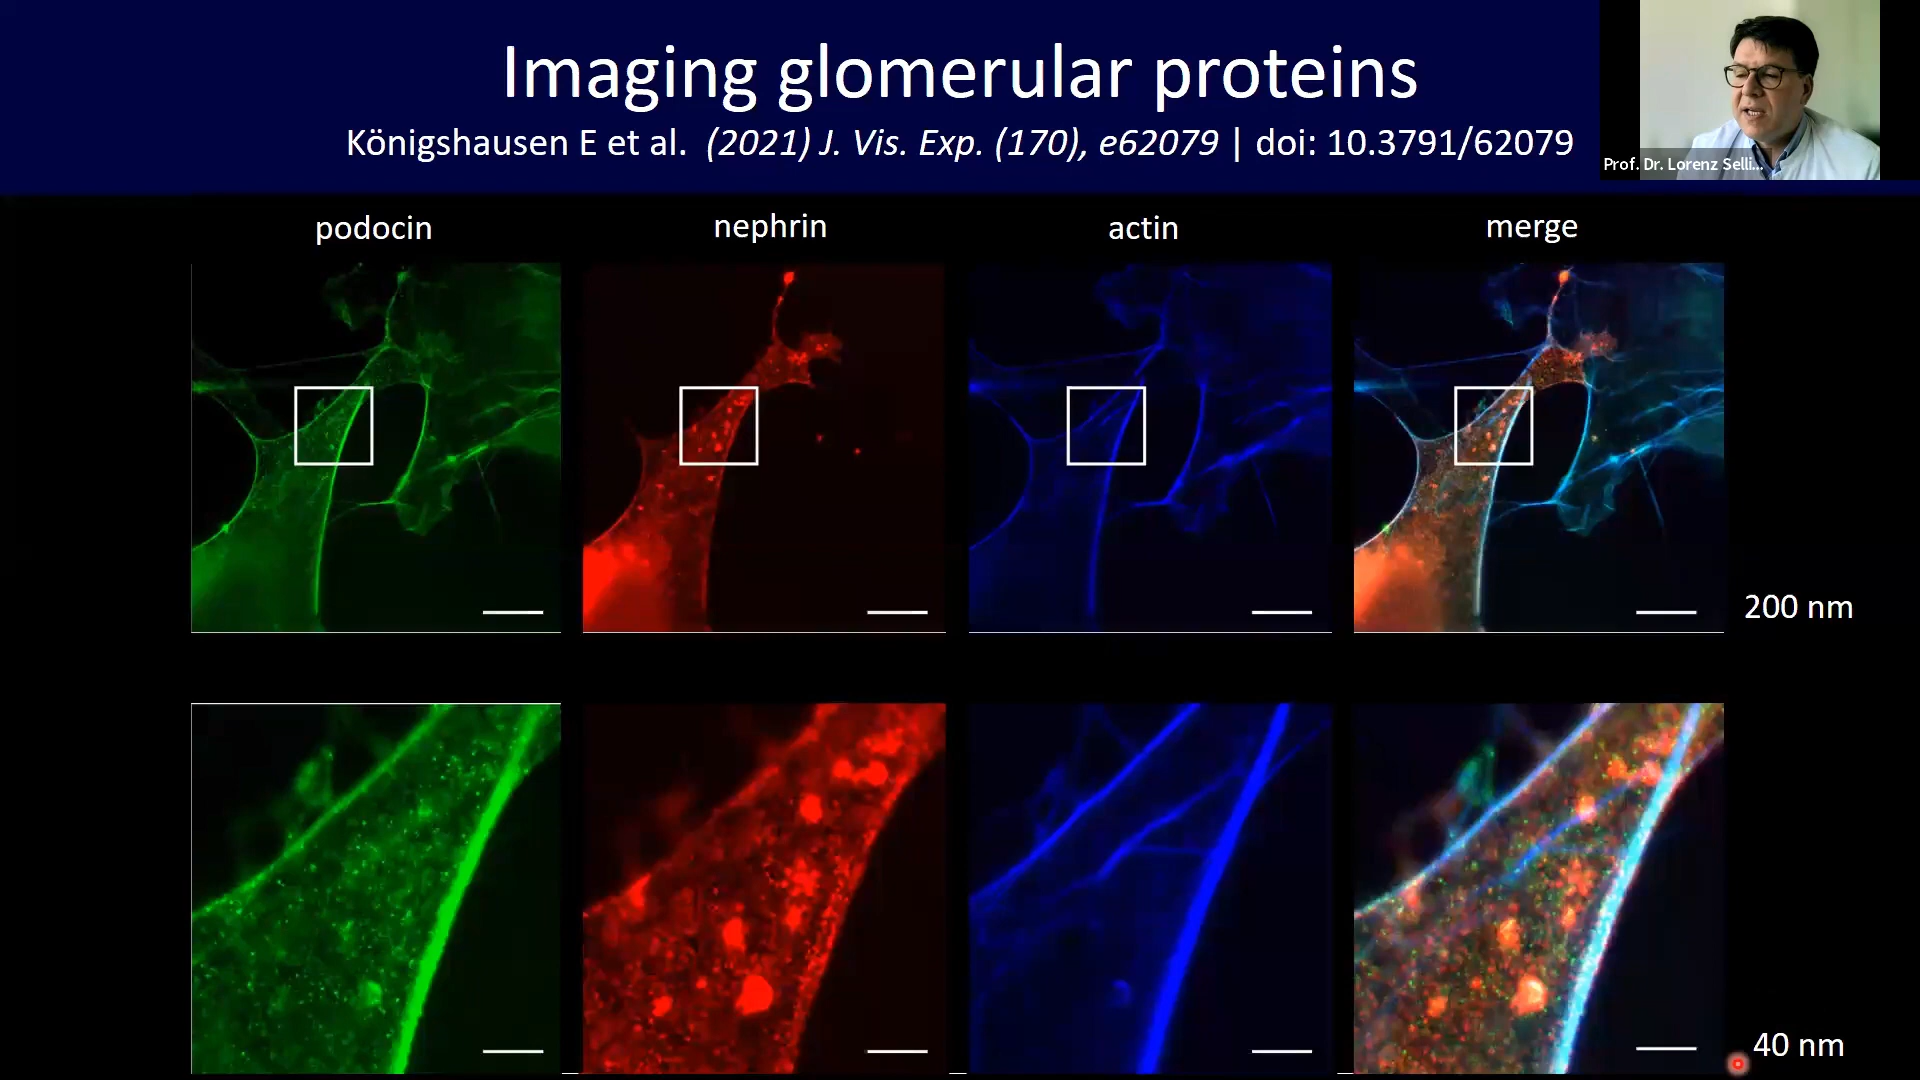 Imaging glomerular proteins
Königshausen E et al. (2021) J. Vis. Exp. (170), e62079 | doi: 10.3791/62079
Prof. Dr. Lorenz Selli...
podocin nephrin actin merge
200 nm
40 nm